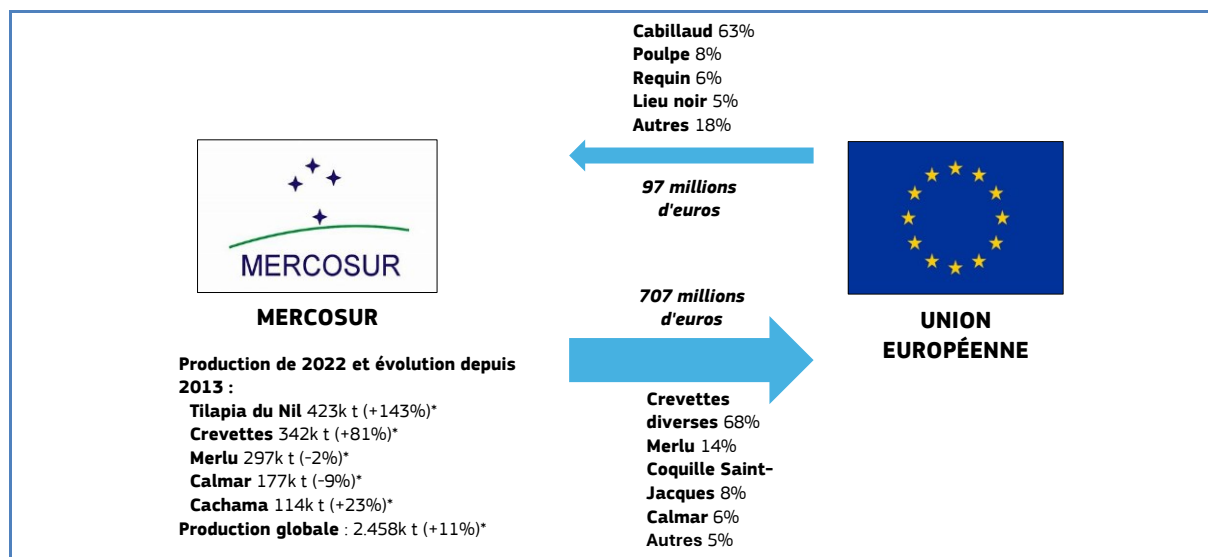 Cabillaud 63%
Poulpe 8%
Requin 6%
Lieu noir 5%
Autres 18%
97 millions
d'euros
MERCOSUR
MERCOSUR
707 millions
d'euros
UNION
EUROPÉENNE
Production de 2022 et évolution depuis
2013 :
Tilapia du Nil 423k t (+143%)*
Crevettes 342k t (+81%)*
Merlu 297k t (-2%)*
Calmar 177k t (-9%)*
Cachama 114k t (+23%)*
Production globale : 2.458k t (+11%)*
Crevettes
diverses 68%
Merlu 14%
Coquille Saint-
Jacques 8%
Calmar 6%
Autres 5%